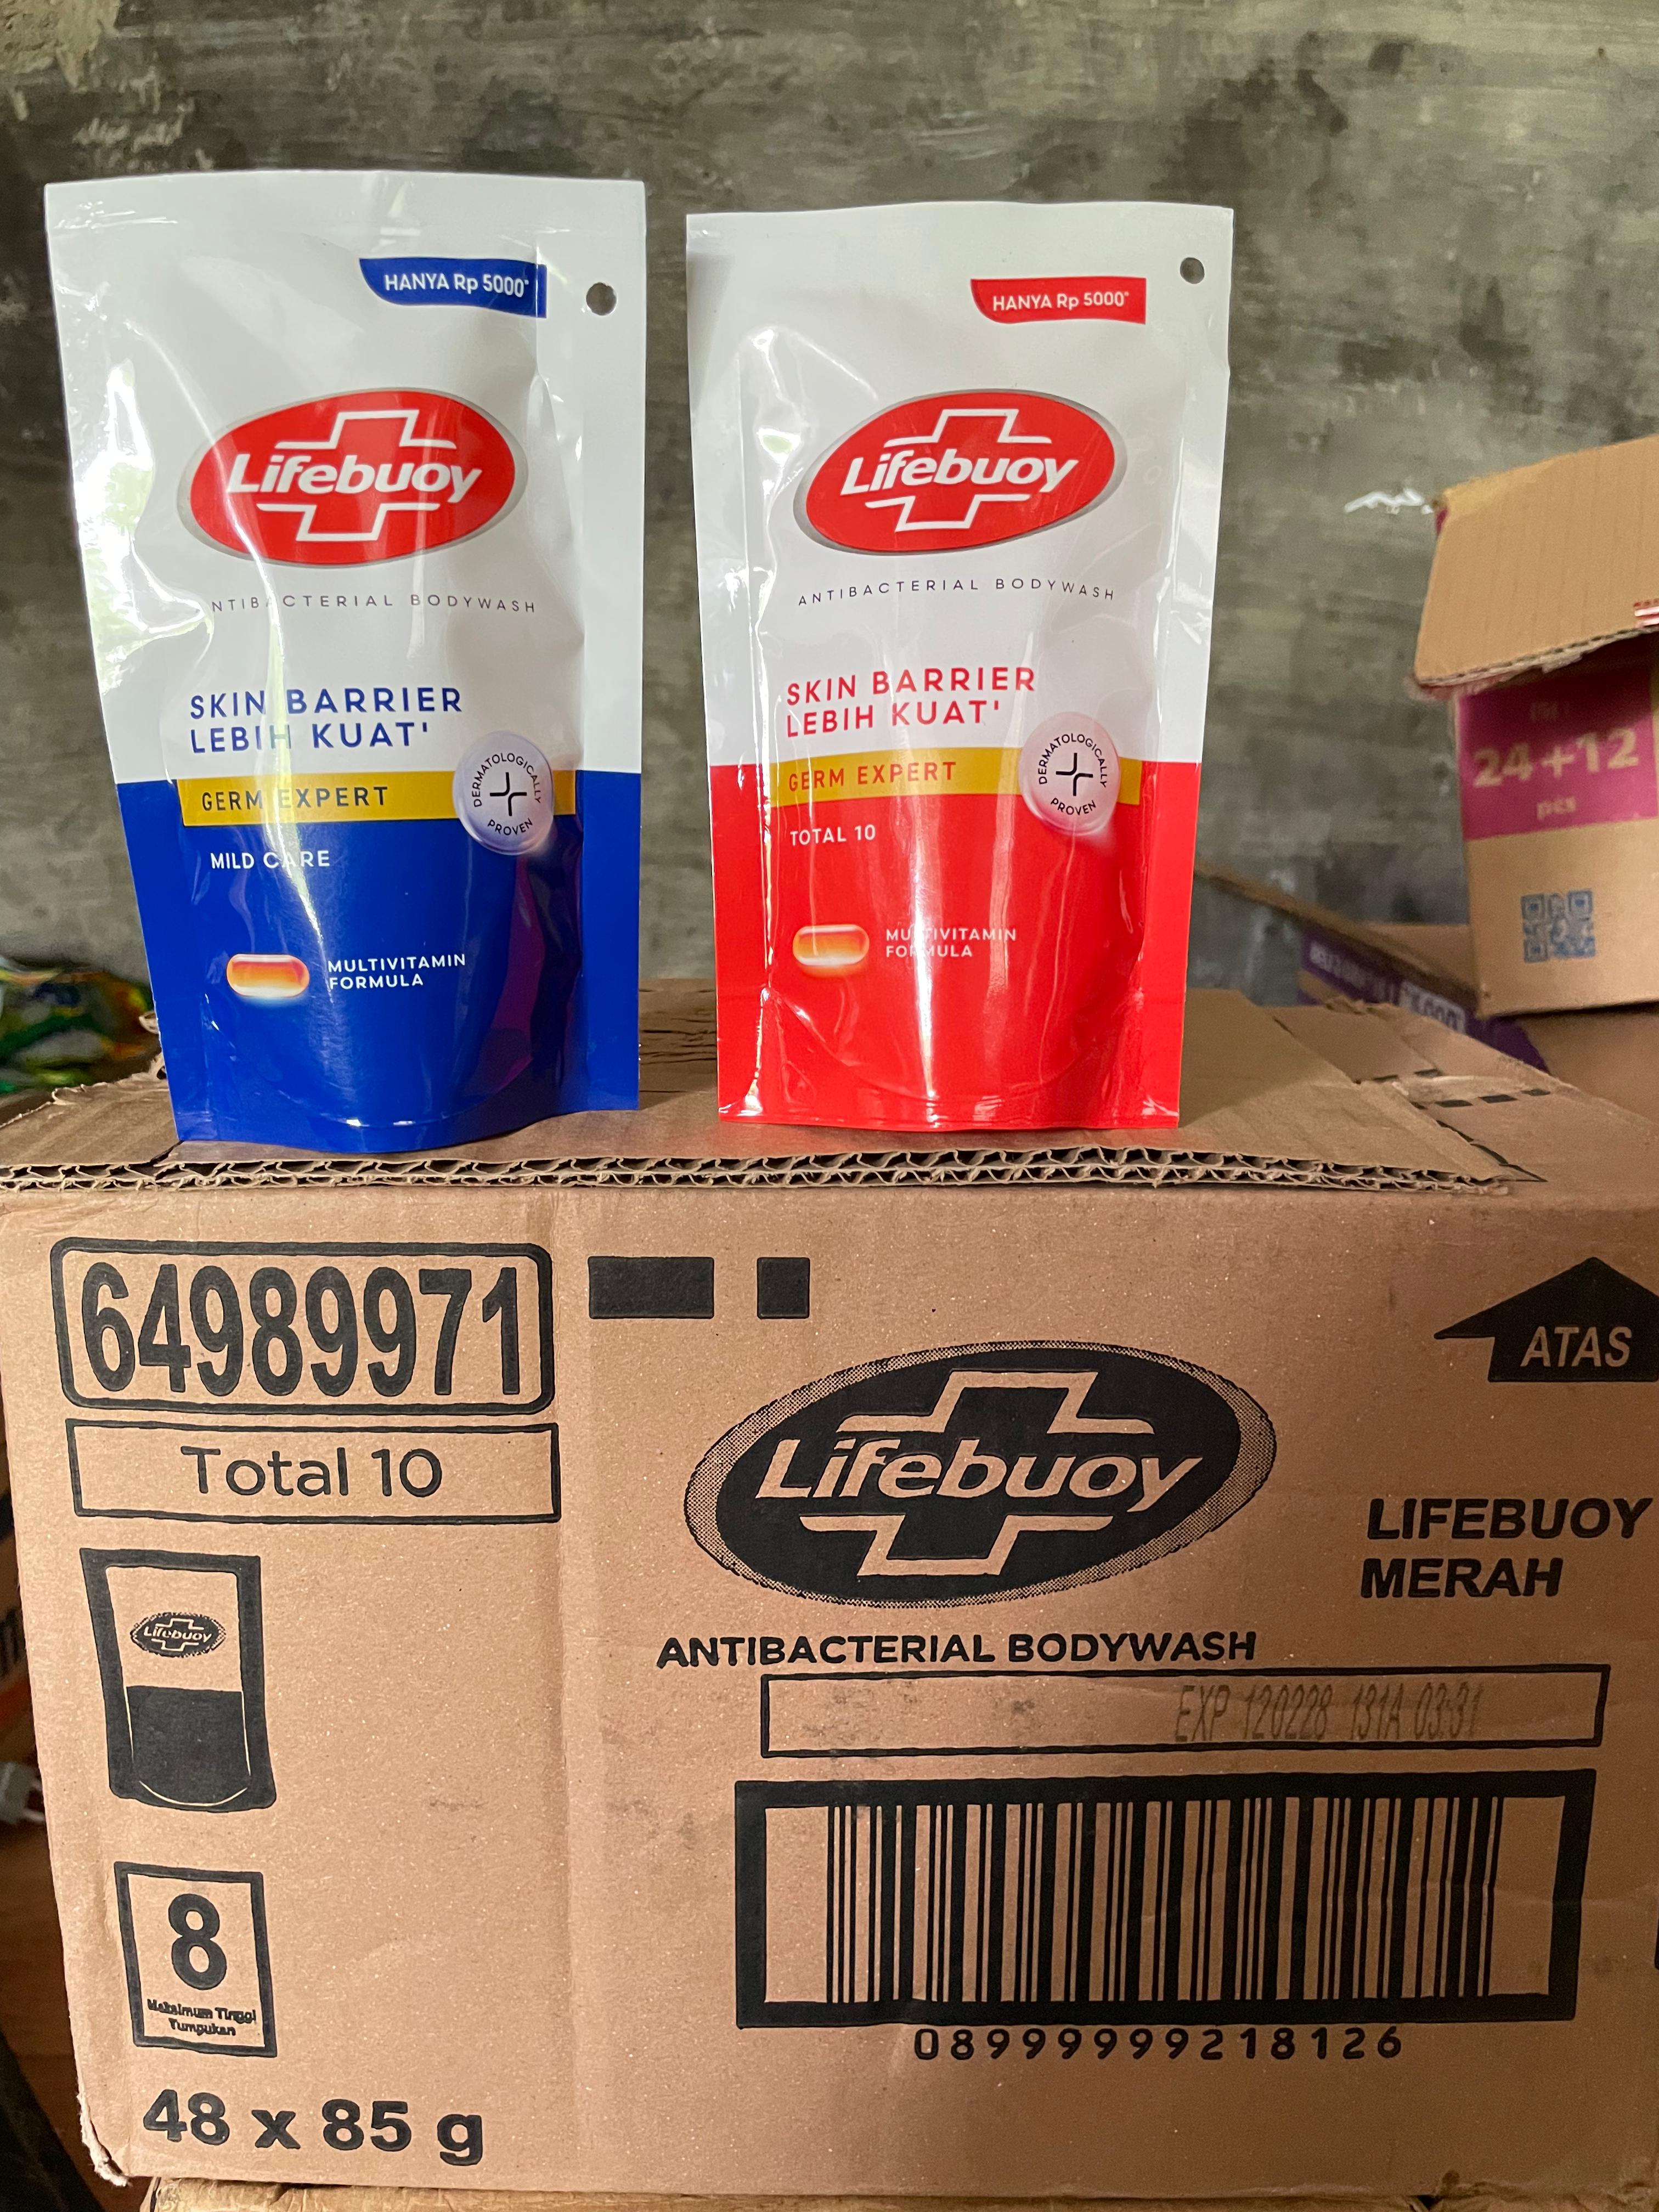 HANYA Rp 5000*
Lifebuoy
ANTIBACTERIAL BODYWASH
SKIN BARRIER
LEBIH KUAT'
GERM EXPERT
DERMATOLOGICALLY
PROVEN
MILD CARE
MULTIVITAMIN
FORMULA
HANYA Rp 5000*
Lifebuoy
ANTIBACTERIAL BODYWASH
SKIN BARRIER
LEBIH KUAT'
GERM EXPERT
DERMATOLOGICALLY
PROVEN
TOTAL 10
MULTIVITAMIN
FORMULA
24+12
pcs
64989971
Total 10
ATAS
Lifebuoy
LIFEBUOY
MERAH
Lifebuoy
ANTIBACTERIAL BODYWASH
EXP 120228 131A 03:31
8
Maksimum Tinggi
Tumpukan
08999999218126
48 x 85 g